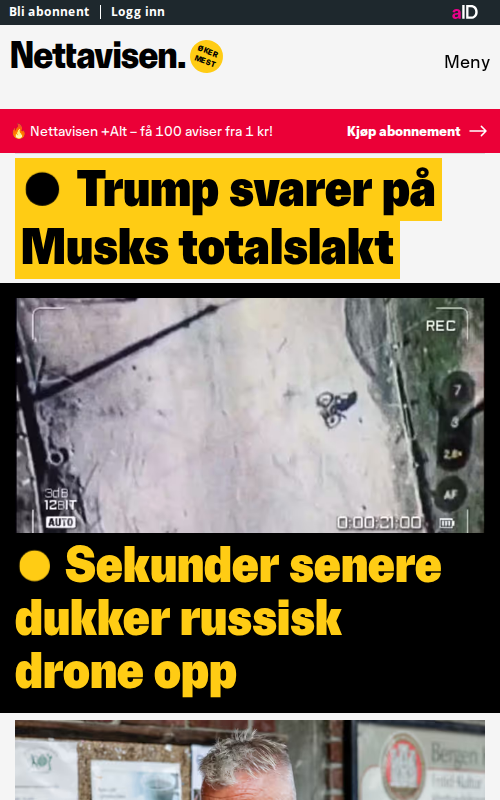 Bli abonnent
Logg inn
aID
Nettavisen.
ØKER
MEST
Meny
🔥 Nettavisen +Alt – få 100 aviser fra 1 kr!
Kjøp abonnement →
● Trump svarer på
Musks totalslakt
REC
7
3
2,8×
AF
3dB
12BIT
AUTO
0:00:21:00
● Sekunder senere
dukker russisk
drone opp
Bergen